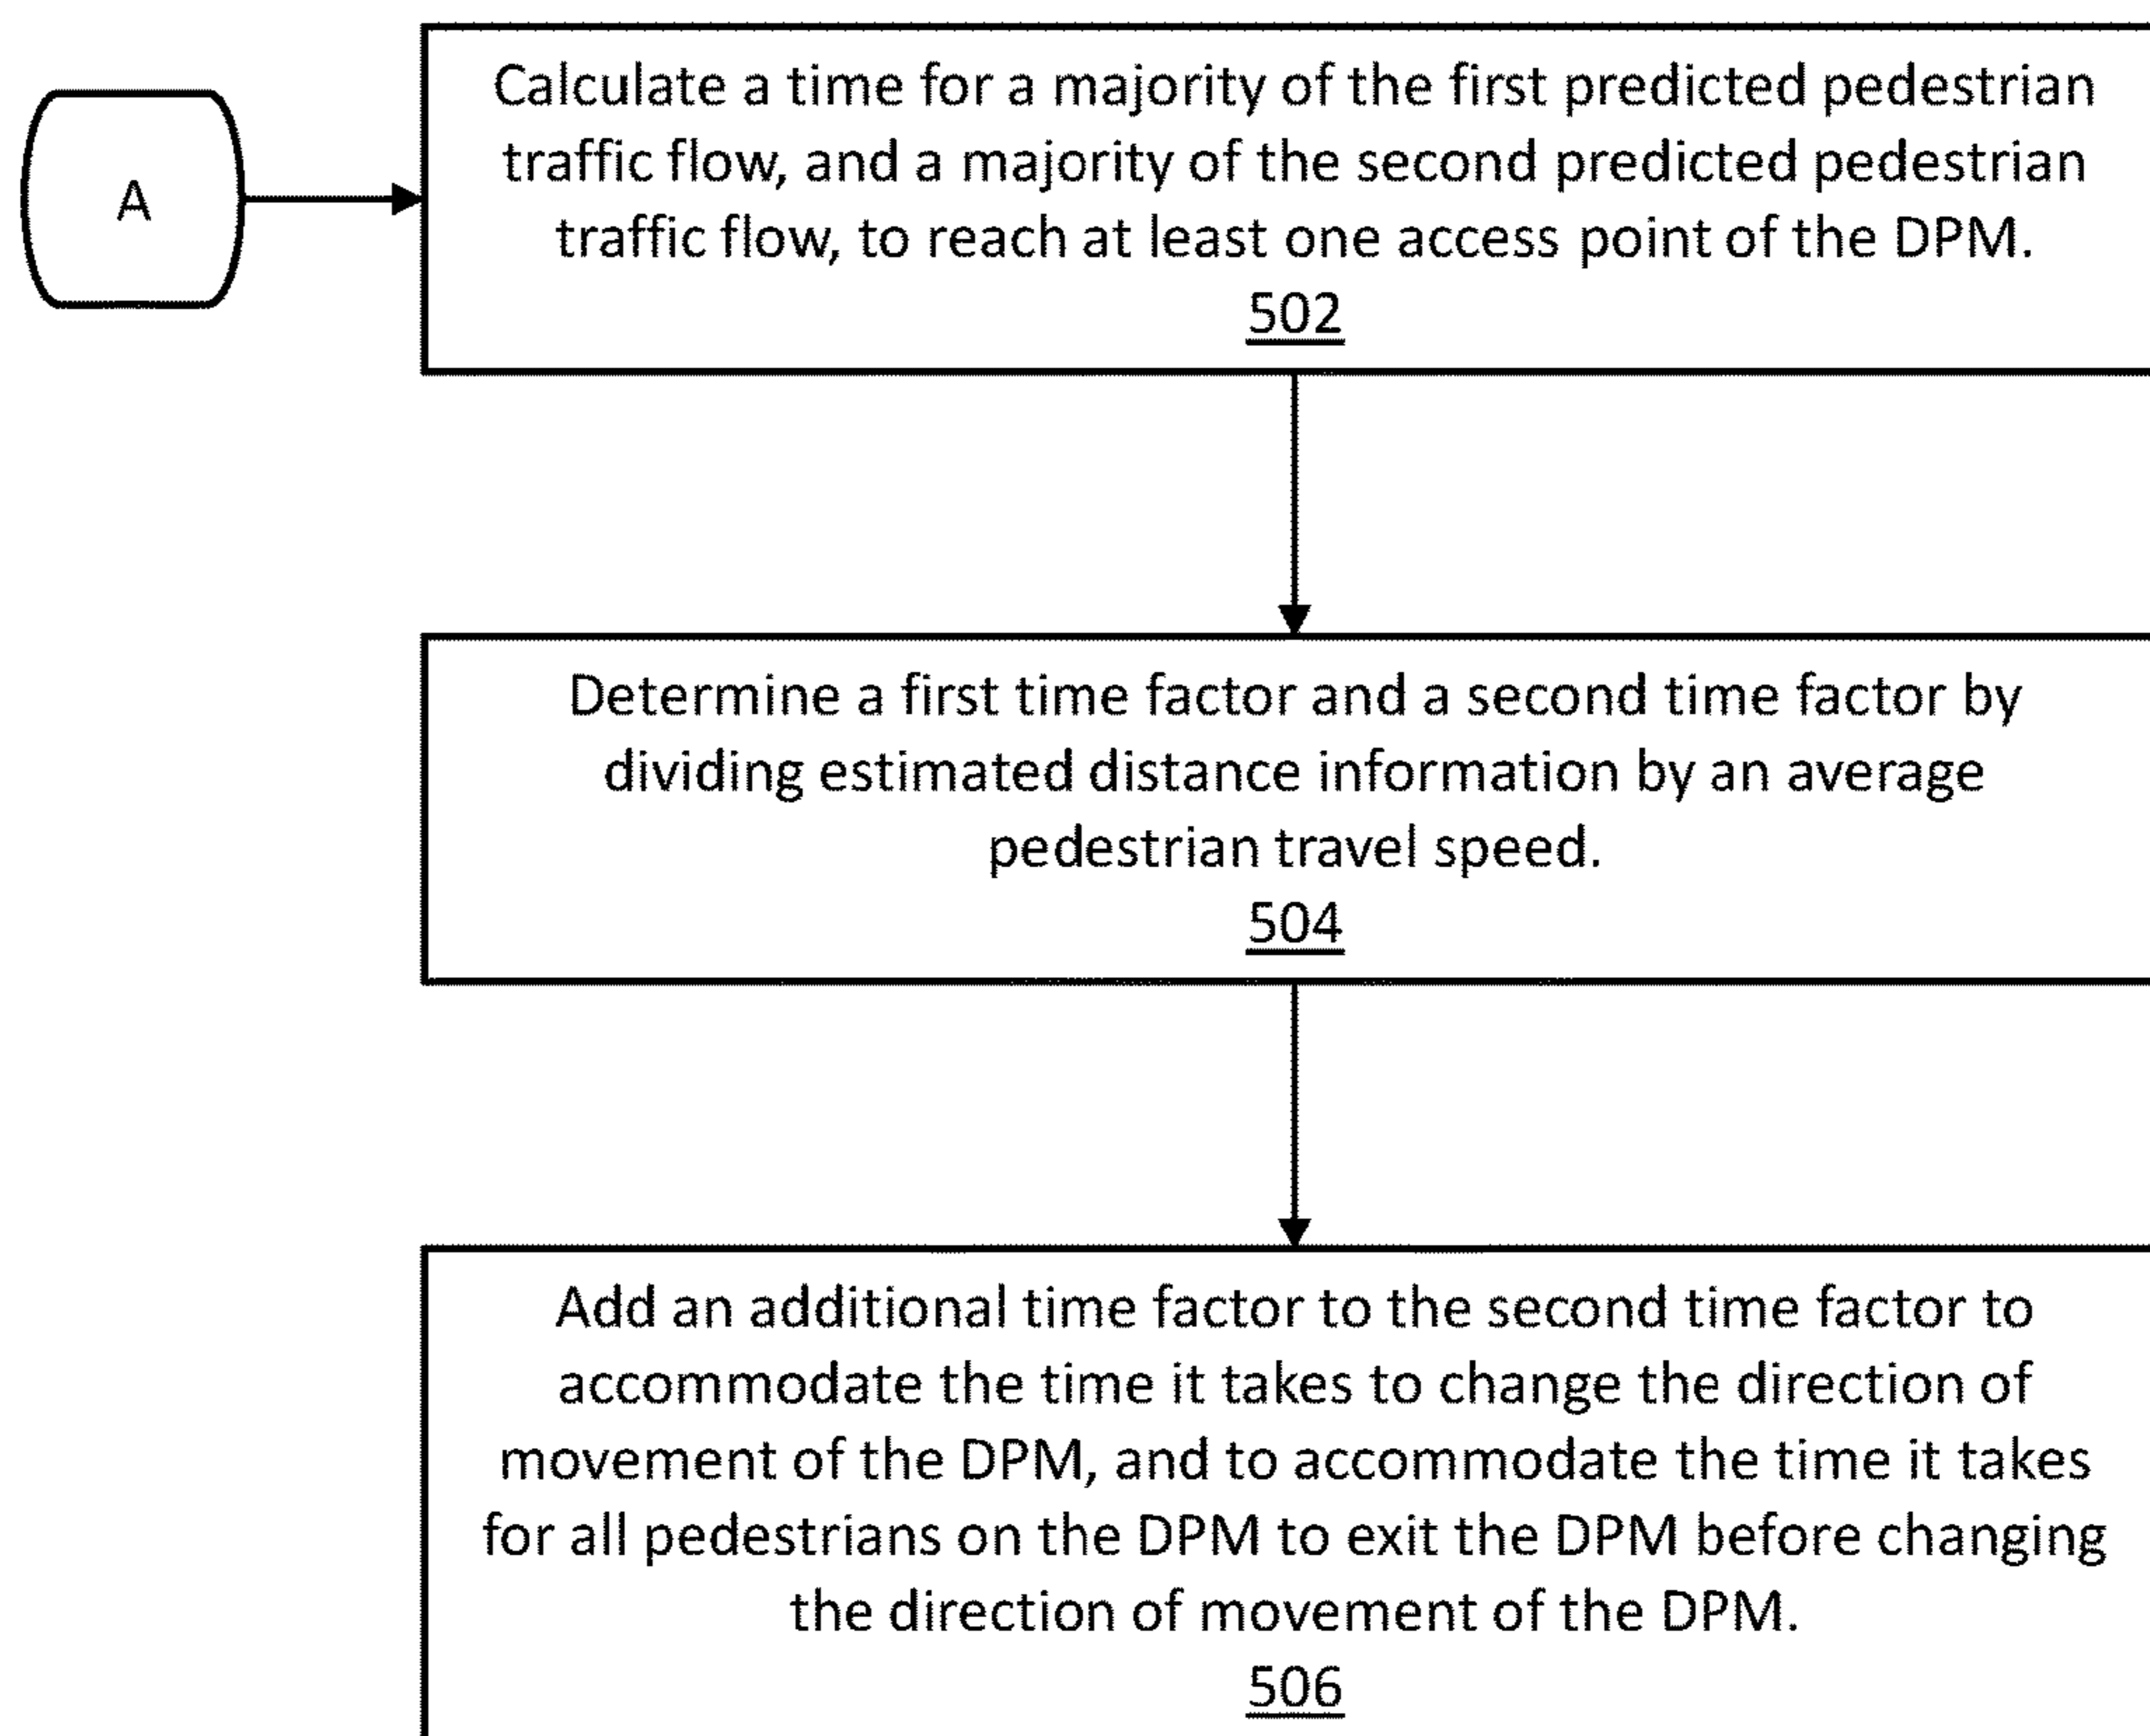 A
Calculate a time for a majority of the first predicted pedestrian
traffic flow, and a majority of the second predicted pedestrian
traffic flow, to reach at least one access point of the DPM.
502
Determine a first time factor and a second time factor by
dividing estimated distance information by an average
pedestrian travel speed.
504
Add an additional time factor to the second time factor to
accommodate the time it takes to change the direction of
movement of the DPM, and to accommodate the time it takes
for all pedestrians on the DPM to exit the DPM before changing
the direction of movement of the DPM.
506